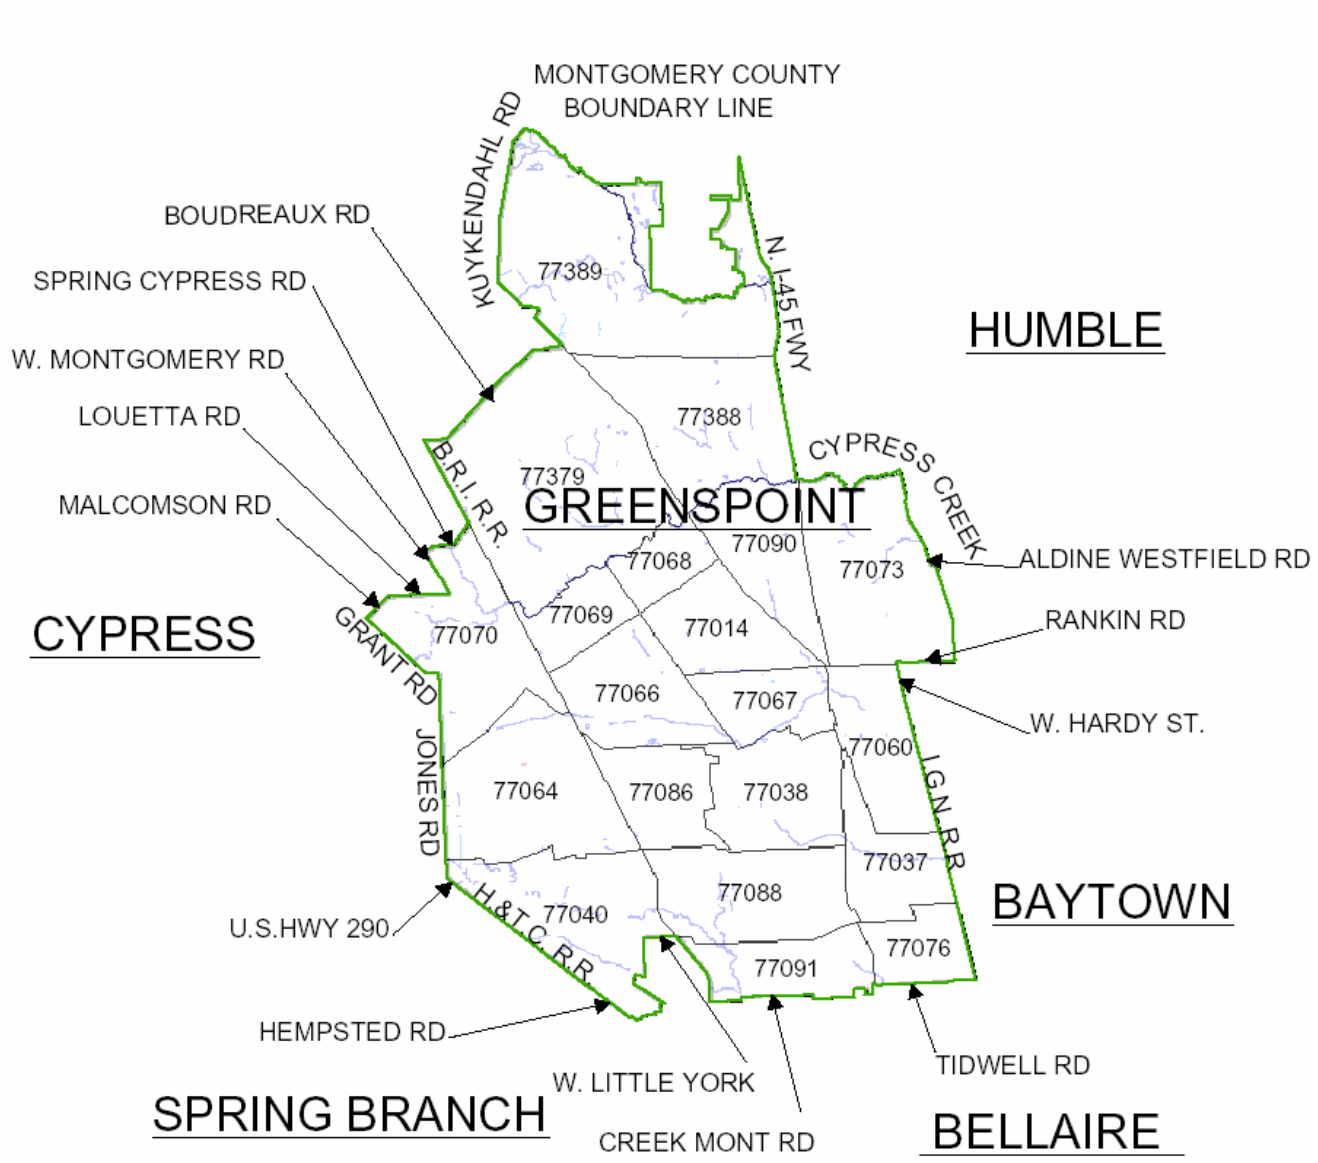 MONTGOMERY COUNTY
BOUNDARY LINE
KUYKENDAHL RD
BOUDREAUX RD
N. I-45 FWY
77389
SPRING CYPRESS RD
HUMBLE
W. MONTGOMERY RD
LOUETTA RD
77388
CYPRESS CREEK
B.R.I. R.R.
77379
MALCOMSON RD
GREENSPOINT
77090
77068
77073
ALDINE WESTFIELD RD
77069
77014
RANKIN RD
CYPRESS
GRANT RD
77070
77066
77067
W. HARDY ST.
77060
JONES RD
I.G.N. R R
77064
77086
77038
77037
77088
BAYTOWN
U.S.HWY 290
H.&T.C. R.R.
77040
77076
77091
HEMPSTED RD
TIDWELL RD
W. LITTLE YORK
SPRING BRANCH
CREEK MONT RD
BELLAIRE